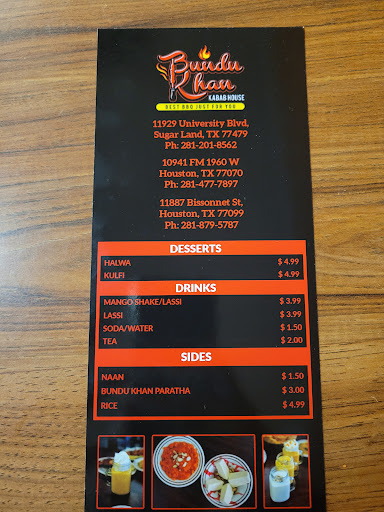 Bundu
Khan
KABAB HOUSE
BEST BBQ JUST FOR YOU
11929 University Blvd,
Sugar Land, TX 77479
Ph: 281-201-8562
10941 FM 1960 W
Houston, TX 77070
Ph: 281-477-7897
11887 Bissonnet St,
Houston, TX 77099
Ph: 281-879-5787
DESSERTS
HALWA $ 4.99
KULFI $ 4.99
DRINKS
MANGO SHAKE/LASSI $ 3.99
LASSI $ 3.99
SODA/WATER $ 1.50
TEA $ 2.00
SIDES
NAAN $ 1.50
BUNDU KHAN PARATHA $ 3.00
RICE $ 4.99